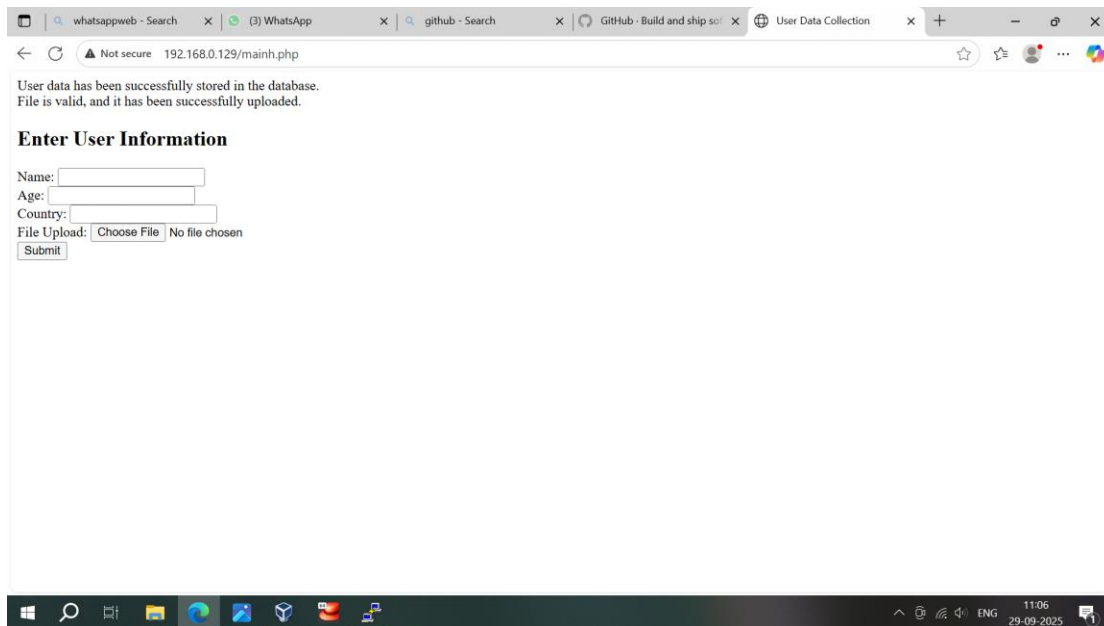 whatsappweb - Search
(3) WhatsApp
github - Search
GitHub · Build and ship sof
User Data Collection
Not secure 192.168.0.129/mainh.php
User data has been successfully stored in the database.
File is valid, and it has been successfully uploaded.
Enter User Information
Name:
Age:
Country:
File Upload: Choose File No file chosen
Submit
ENG
11:06
29-09-2025
1